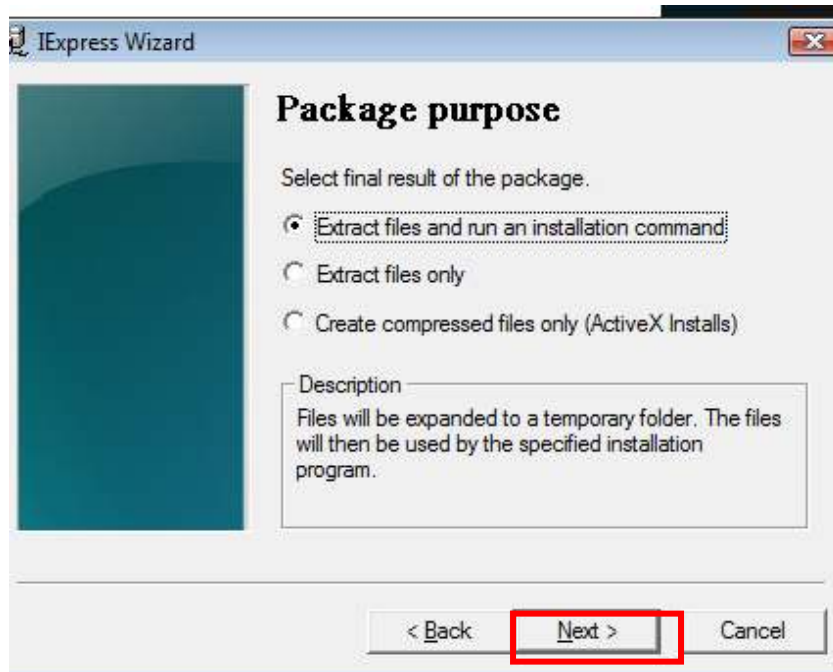 IExpress Wizard
Package purpose
Select final result of the package.
Extract files and run an installation command
Extract files only
Create compressed files only (ActiveX Installs)
Description
Files will be expanded to a temporary folder. The files
will then be used by the specified installation
program.
< Back Next > Cancel